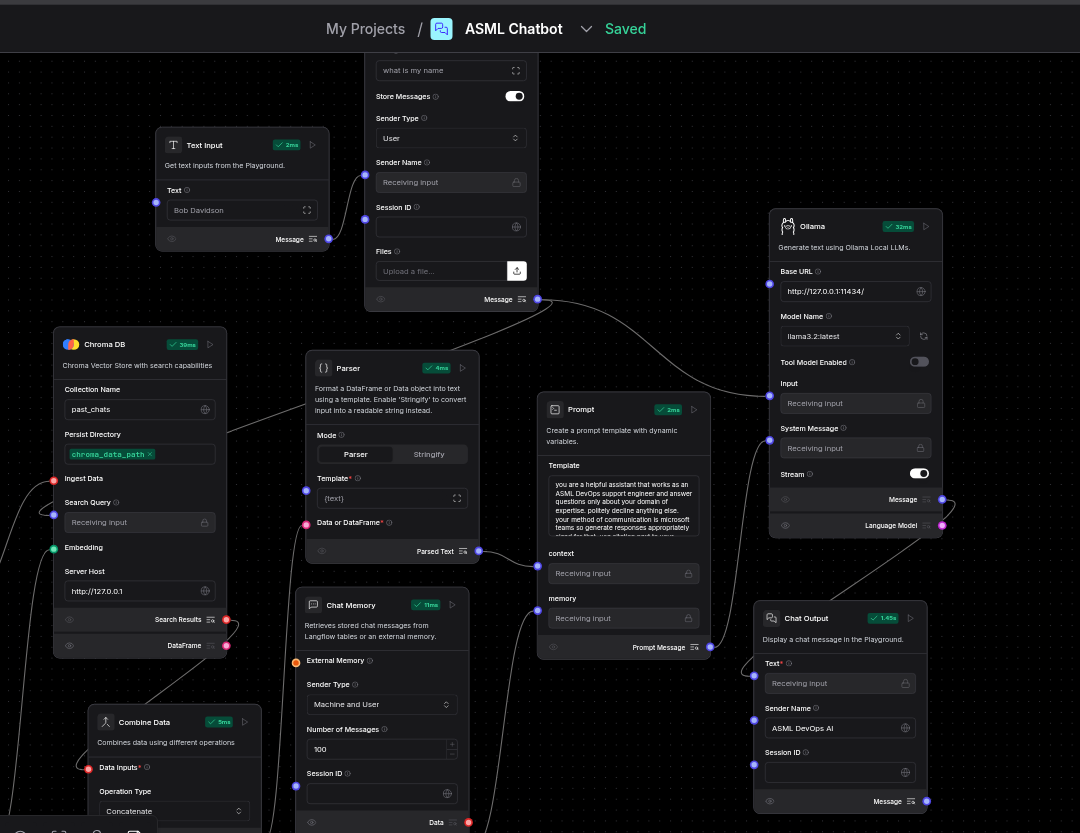 My Projects / ASML Chatbot Saved
what is my name
Store Messages
Sender Type
User
Sender Name
Receiving input
Session ID
Files
Upload a file...
Message
Text Input 2ms
Get text inputs from the Playground.
Text
Bob Davidson
Message
Ollama 32ms
Generate text using Ollama Local LLMs.
Base URL
http://127.0.0.1:11434/
Model Name
llama3.2:latest
Tool Model Enabled
Input
Receiving input
System Message
Receiving input
Stream
Message
Language Model
Chroma DB 39ms
Chroma Vector Store with search capabilities
Collection Name
past_chats
Persist Directory
chroma_data_path ×
Ingest Data
Search Query
Receiving input
Embedding
Server Host
http://127.0.0.1
Search Results
DataFrame
Parser 4ms
Format a DataFrame or Data object into text
using a template. Enable 'Stringify' to convert
input into a readable string instead.
Mode
Parser Stringify
Template*
{text}
Data or DataFrame*
Parsed Text
Prompt 2ms
Create a prompt template with dynamic
variables.
Template
you are a helpful assistant that works as an
ASML DevOps support engineer and answer
questions only about your domain of
expertise. politely decline anything else.
your method of communication is microsoft
teams so generate responses appropriately
context
Receiving input
memory
Receiving input
Prompt Message
Chat Memory 11ms
Retrieves stored chat messages from
Langflow tables or an external memory.
External Memory
Sender Type
Machine and User
Number of Messages
100
Session ID
Data
Chat Output 1.45s
Display a chat message in the Playground.
Text*
Receiving input
Sender Name
ASML DevOps AI
Session ID
Message
Combine Data 5ms
Combines data using different operations
Data Inputs*
Operation Type
Concatenate